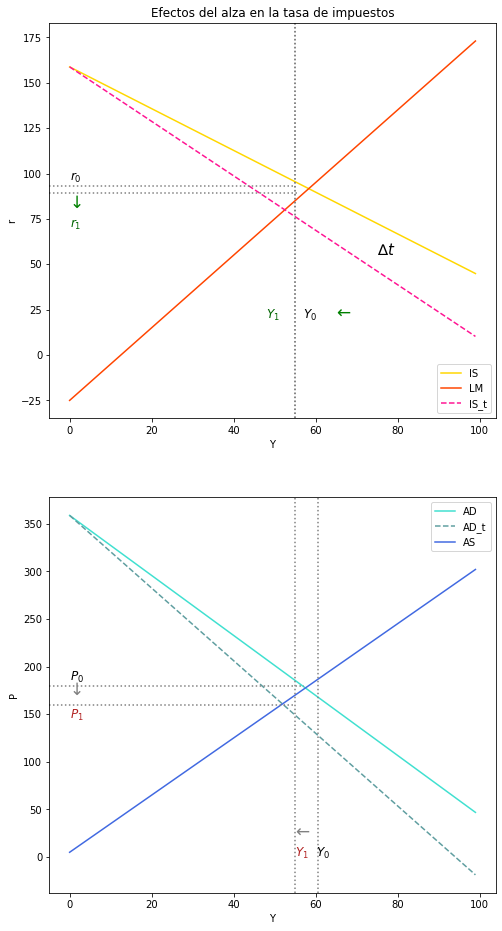 Efectos del alza en la tasa de impuestos
175
150
125
100
75
50
25
0
−25
r
r₀
↓
r₁
Δt
Y₁ Y₀ ←
IS
LM
IS_t
0 20 40 60 80 100
Y
350
300
250
200
150
100
50
0
P
AD
AD_t
AS
P₀
↓
P₁
←
Y₁ Y₀
0 20 40 60 80 100
Y